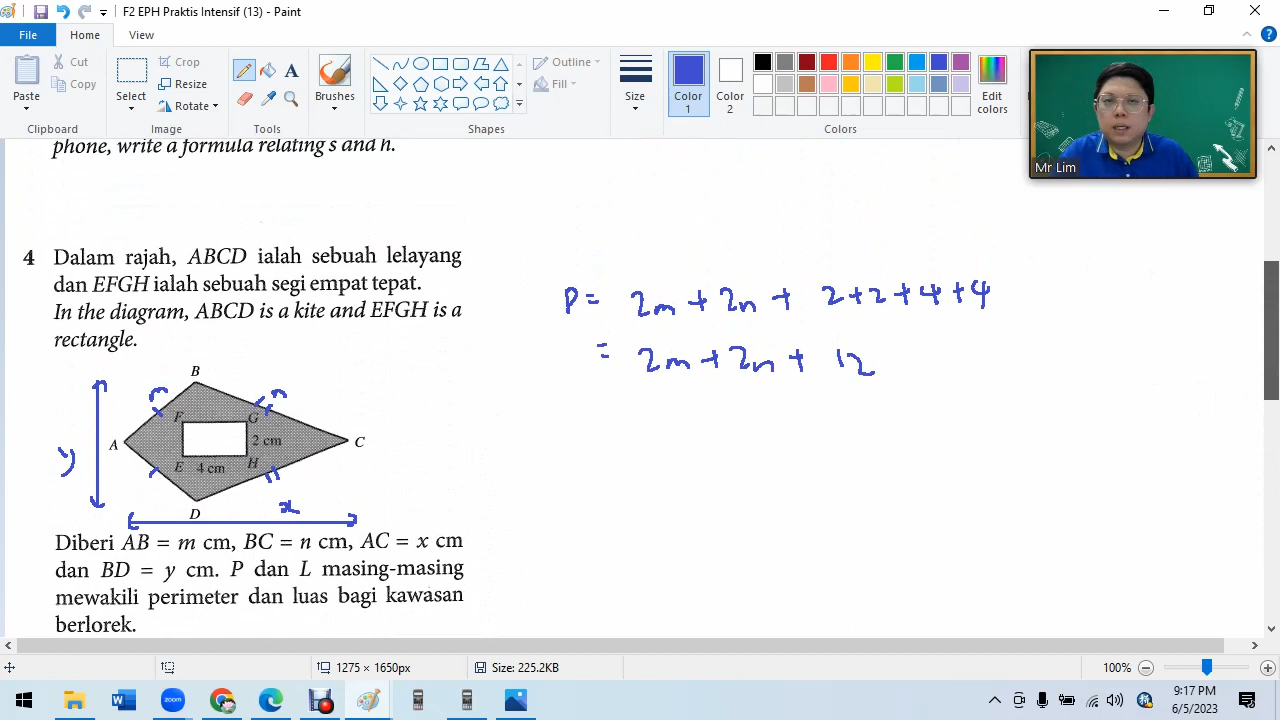 F2 EPH Praktis Intensif (13) - Paint
File Home View
Paste Cut Copy Select Crop Rotate Brushes Outline Fill Size Color 1 Color 2 Edit colors
Clipboard Image Tools Shapes Colors
Mr Lim
phone, write a formula relating s and h.
4 Dalam rajah, ABCD ialah sebuah lelayang
dan EFGH ialah sebuah segi empat tepat.
In the diagram, ABCD is a kite and EFGH is a
rectangle.
P = 2m + 2n + 2+2+4+4
= 2m + 2n + 12
B
m n
F G
A 2 cm C
y
E 4 cm H
x
D
Diberi AB = m cm, BC = n cm, AC = x cm
dan BD = y cm. P dan L masing-masing
mewakili perimeter dan luas bagi kawasan
berlorek.
1275 × 1650px Size: 225.2KB 100%
9:17 PM
6/5/2023